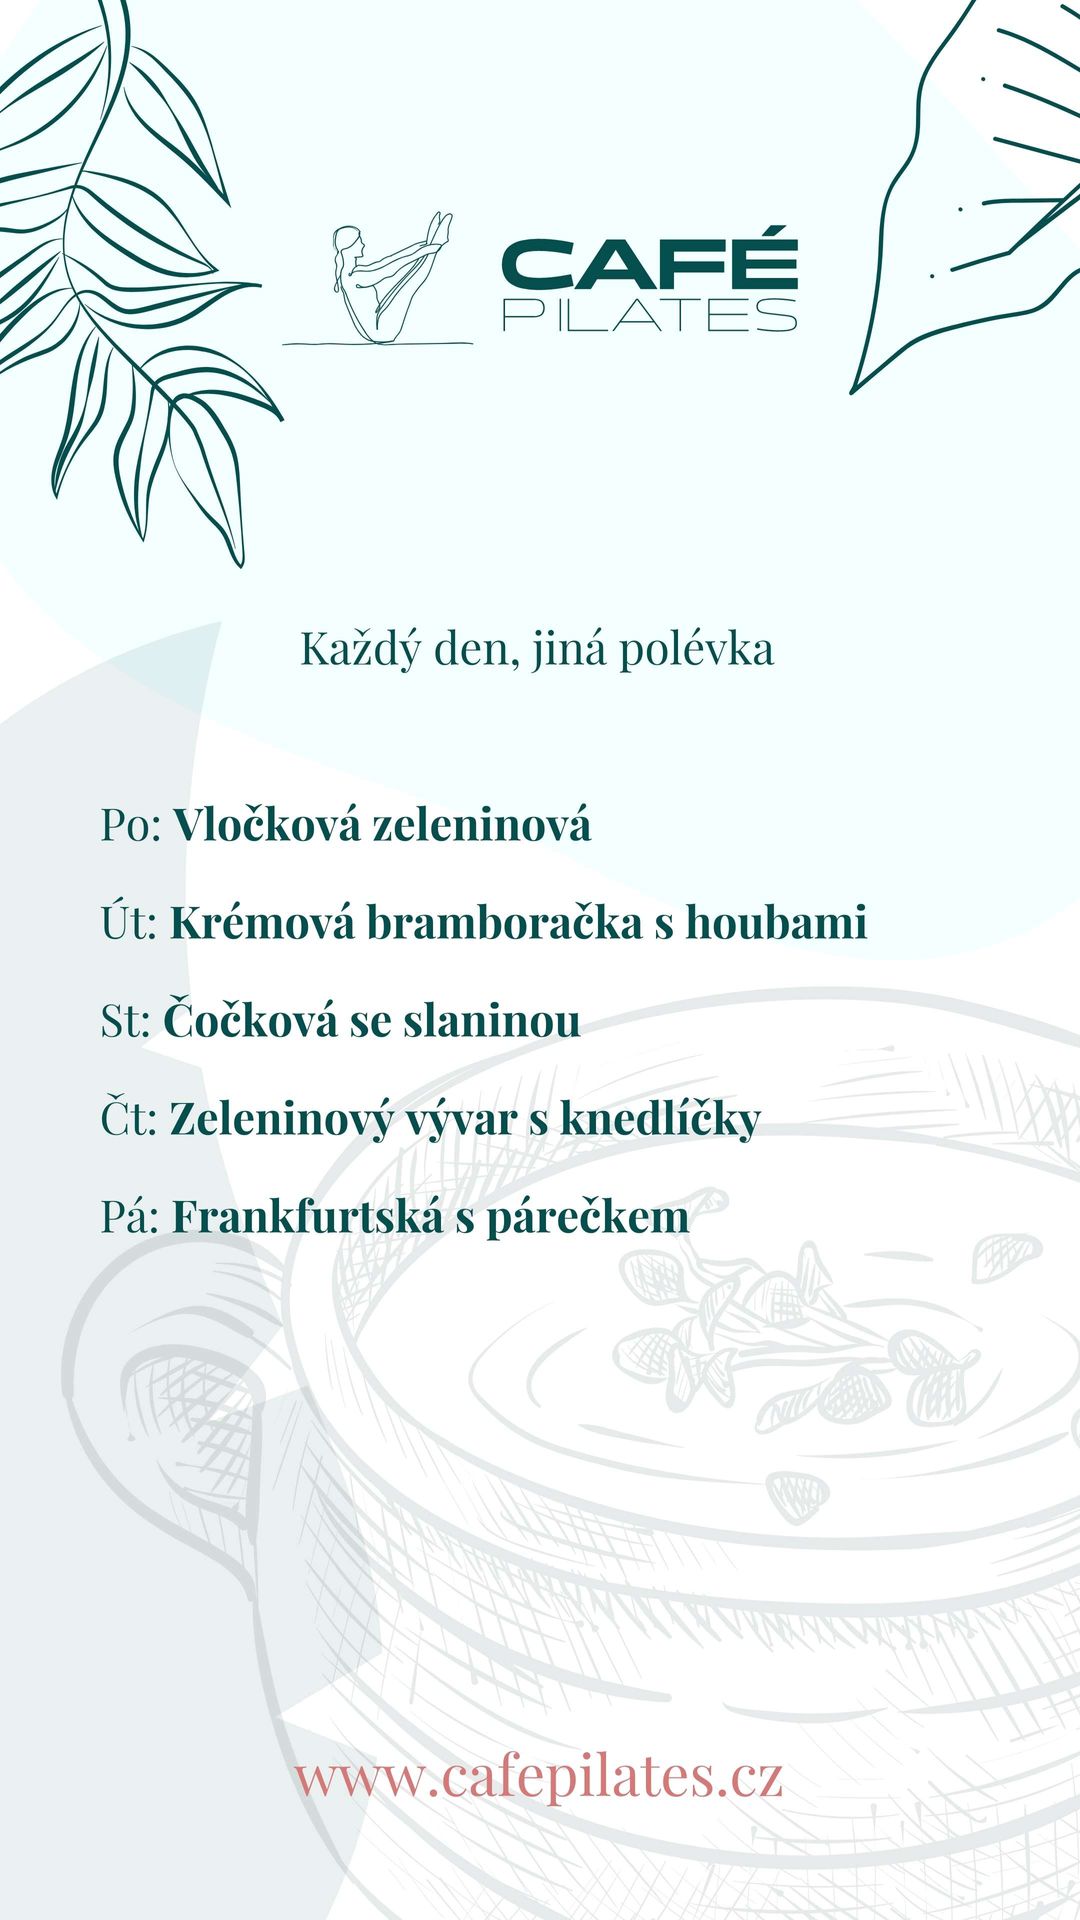 CAFÉ
PILATES
Každý den, jiná polévka
Po: Vločková zeleninová
Út: Krémová bramboračka s houbami
St: Čočková se slaninou
Čt: Zeleninový vývar s knedlíčky
Pá: Frankfurtská s párečkem
www.cafepilates.cz